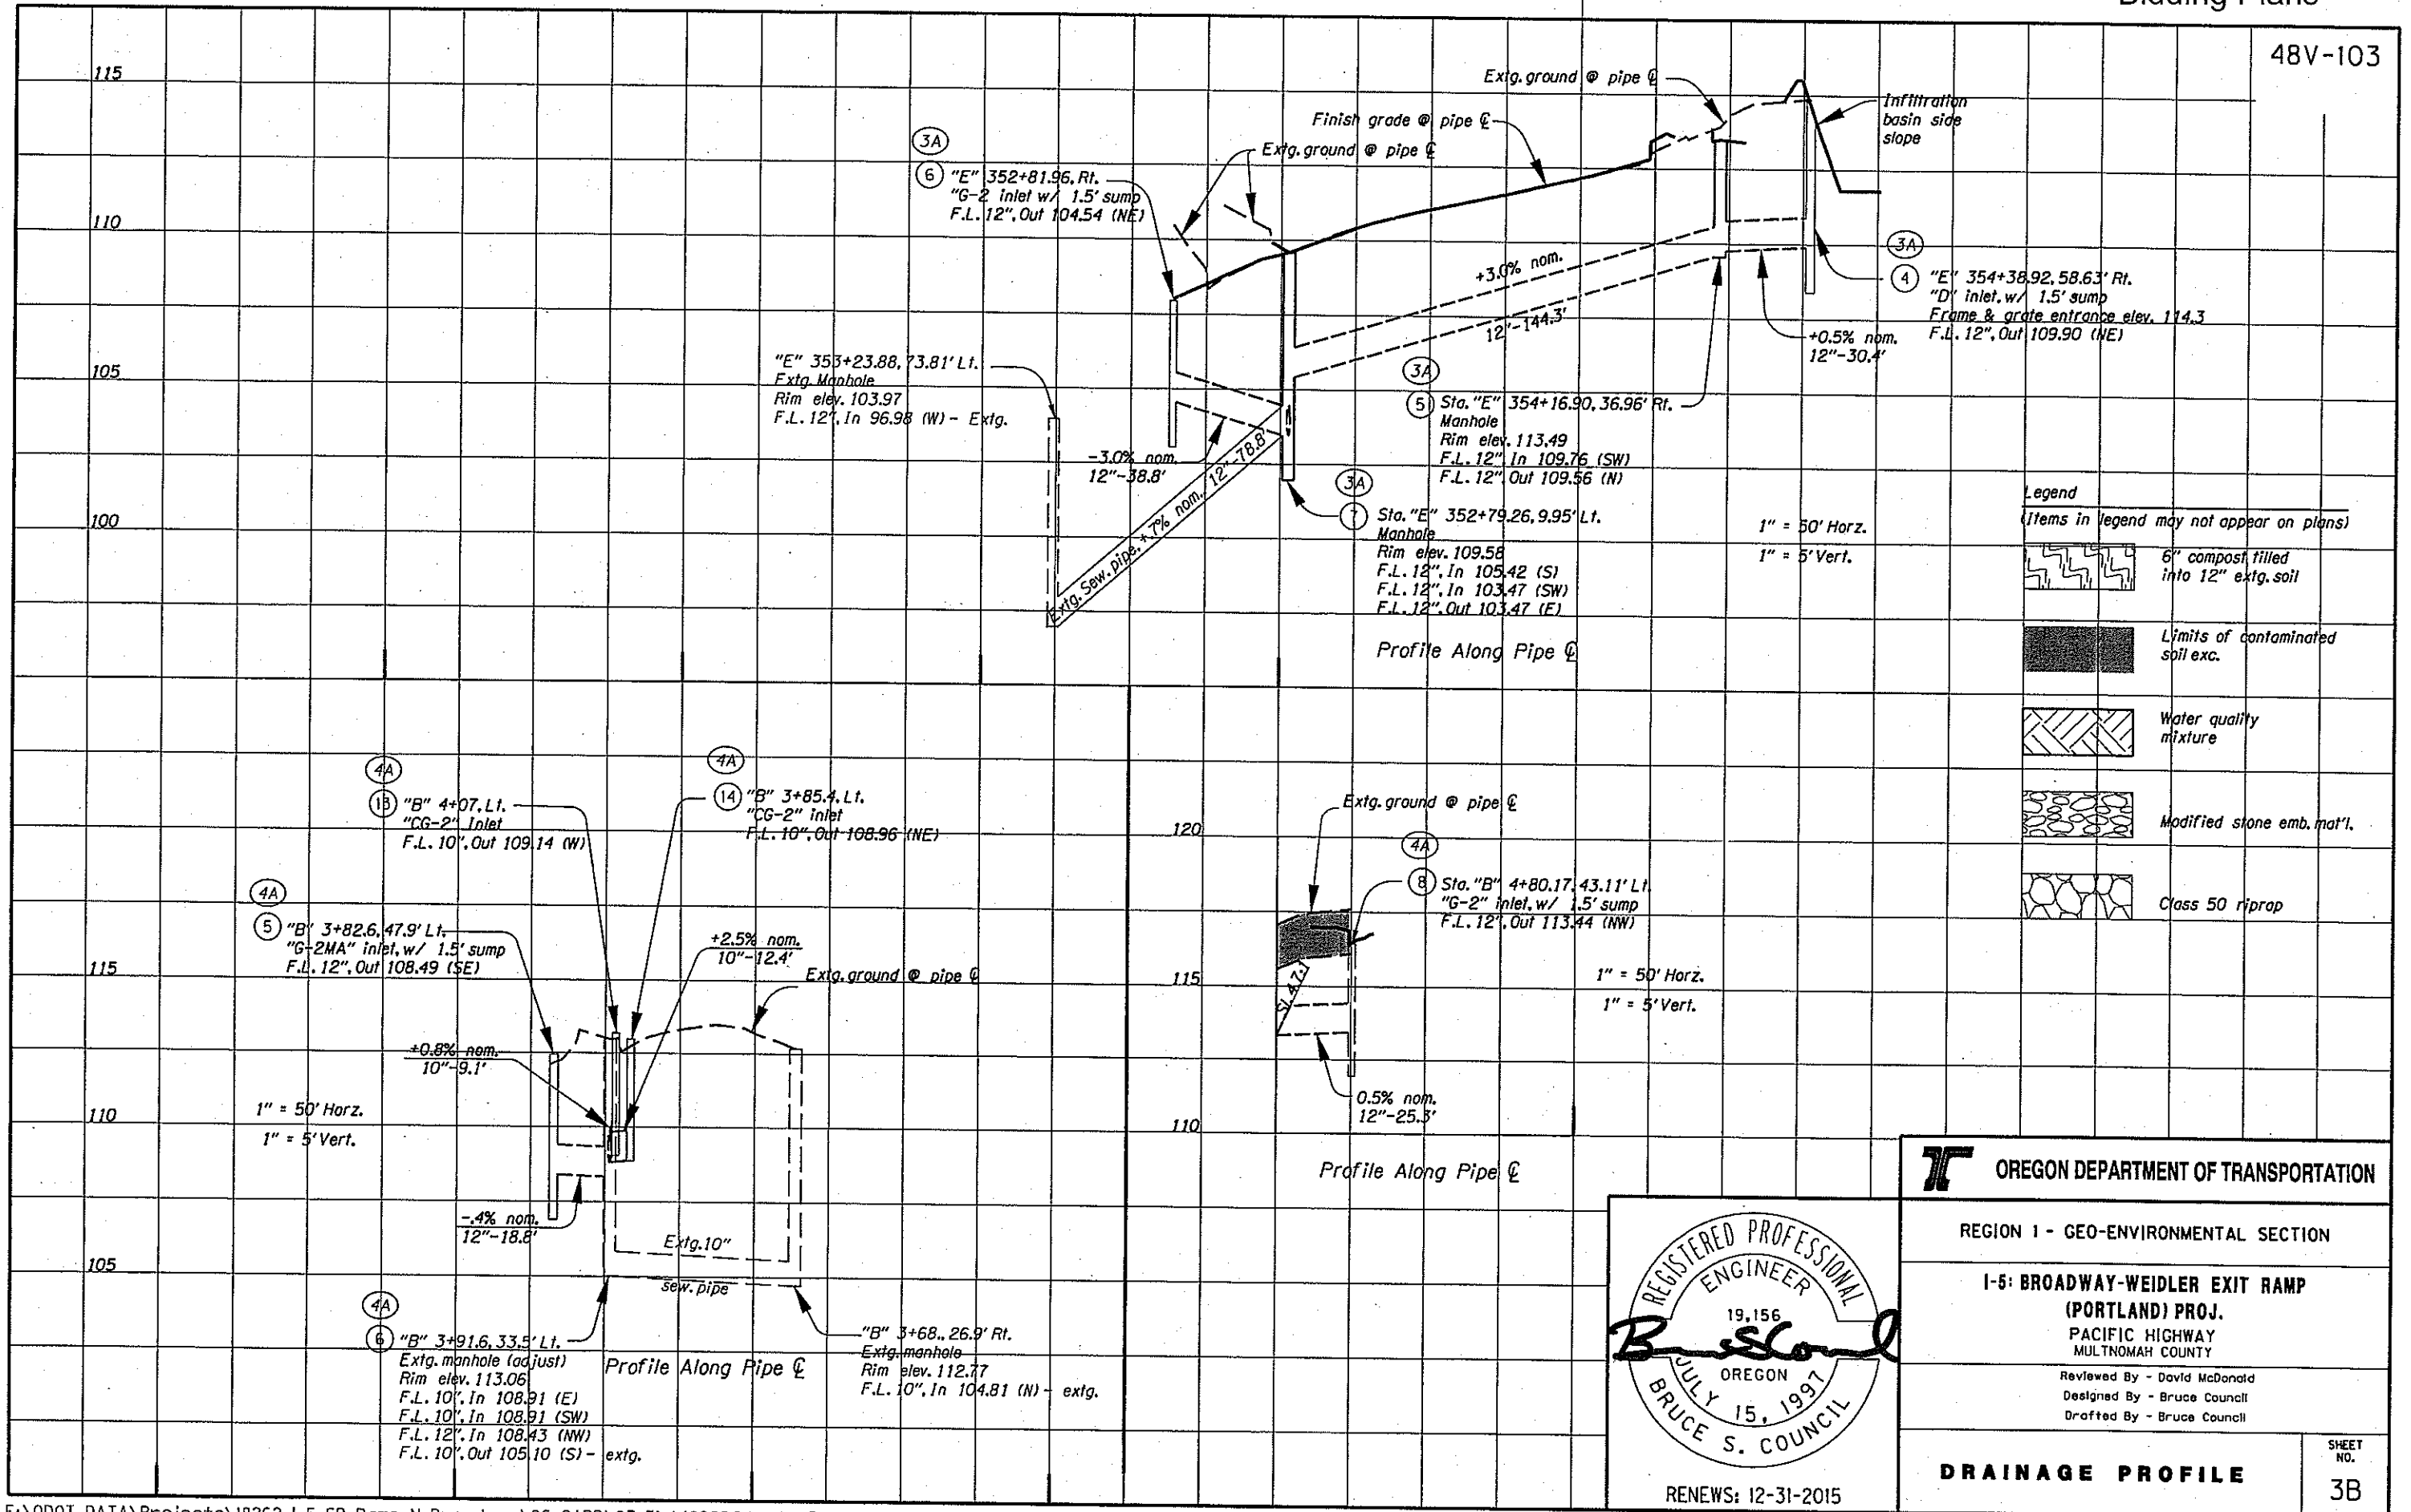 48V-103
115
110
105
100
Extg. ground @ pipe ℄
Finish grade @ pipe ℄
Extg. ground @ pipe ℄
Infiltration
basin side
slope
3A
6 "E" 352+81.96, Rt.
"G-2 inlet w/ 1.5' sump
F.L. 12", Out 104.54 (NE)
+3.0% nom.
12"-144.3'
3A
4 "E" 354+38.92, 58.63' Rt.
"D" inlet, w/ 1.5' sump
Frame & grate entrance elev. 114.3
F.L. 12", Out 109.90 (NE)
+0.5% nom.
12"-30.4'
"E" 353+23.88, 73.81' Lt.
Extg. Manhole
Rim elev. 103.97
F.L. 12", In 96.98 (W) - Extg.
-3.0% nom.
12"-38.8'
Extg. Sew. pipe, +.7% nom. 12"-78.8'
3A
5 Sta. "E" 354+16.90, 36.96' Rt.
Manhole
Rim elev. 113.49
F.L. 12" In 109.76 (SW)
F.L. 12", Out 109.56 (N)
3A
7 Sta. "E" 352+79.26, 9.95' Lt.
Manhole
Rim elev. 109.58
F.L. 12", In 105.42 (S)
F.L. 12", In 103.47 (SW)
F.L. 12", Out 103.47 (E)
1" = 50' Horz.
1" = 5' Vert.
Profile Along Pipe ℄
Legend
(Items in legend may not appear on plans)
6" compost tilled
into 12" extg. soil
Limits of contaminated
soil exc.
Water quality
mixture
Modified stone emb. mat'l.
Class 50 riprap
4A
13 "B" 4+07, Lt.
"CG-2" Inlet
F.L. 10", Out 109.14 (W)
4A
14 "B" 3+85.4, Lt.
"CG-2" inlet
F.L. 10", Out 108.96 (NE)
4A
5 "B" 3+82.6, 47.9' Lt.
"G-2MA" inlet, w/ 1.5' sump
F.L. 12", Out 108.49 (SE)
+2.5% nom.
10"-12.4'
Extg. ground @ pipe ℄
115
110
105
+0.8% nom.
10"-9.1'
1" = 50' Horz.
1" = 5' Vert.
-.4% nom.
12"-18.8'
Extg. 10"
sew. pipe
4A
6 "B" 3+91.6, 33.5' Lt.
Extg. manhole (adjust)
Rim elev. 113.06
F.L. 10", In 108.91 (E)
F.L. 10", In 108.91 (SW)
F.L. 12", In 108.43 (NW)
F.L. 10", Out 105.10 (S) - extg.
Profile Along Pipe ℄
"B" 3+68., 26.9' Rt.
Extg. manhole
Rim elev. 112.77
F.L. 10", In 104.81 (N) - extg.
120
115
110
Extg. ground @ pipe ℄
4A
8 Sta. "B" 4+80.17, 43.11' Lt.
"G-2" inlet, w/ 1.5' sump
F.L. 12", Out 113.44 (NW)
0.5% nom.
12"-25.3'
1" = 50' Horz.
1" = 5' Vert.
Profile Along Pipe ℄
REGISTERED PROFESSIONAL
ENGINEER
19,156
OREGON
JULY 15, 1997
BRUCE S. COUNCIL
RENEWS: 12-31-2015
OREGON DEPARTMENT OF TRANSPORTATION
REGION 1 - GEO-ENVIRONMENTAL SECTION
I-5: BROADWAY-WEIDLER EXIT RAMP
(PORTLAND) PROJ.
PACIFIC HIGHWAY
MULTNOMAH COUNTY
Reviewed By - David McDonald
Designed By - Bruce Council
Drafted By - Bruce Council
DRAINAGE PROFILE
SHEET
NO.
3B